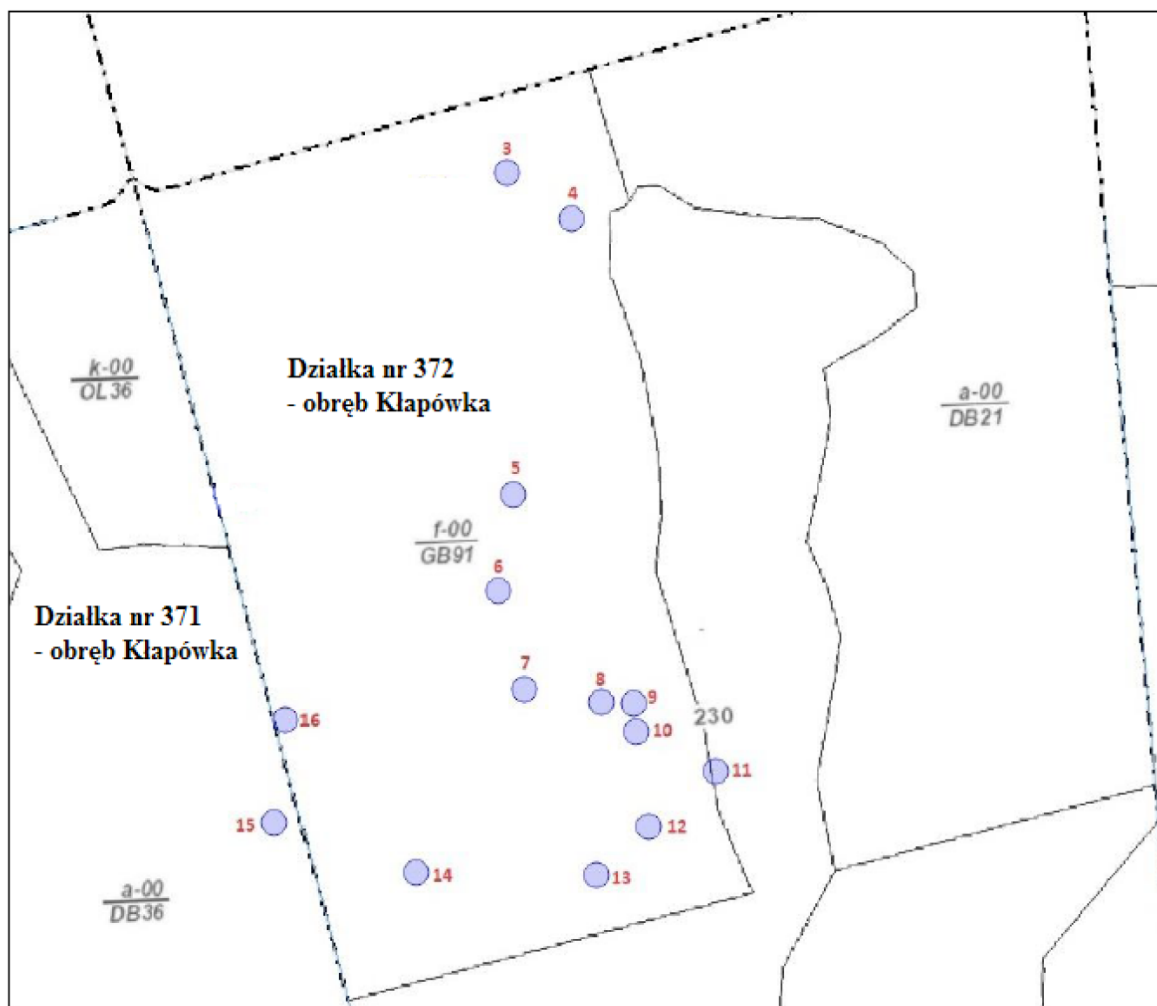 3
4
k-00
OL36
Działka nr 372
- obręb Kłapówka
a-00
DB21
5
f-00
GB91
6
Działka nr 371
- obręb Kłapówka
7
8
9
16
230
10
11
15
12
14
13
a-00
DB36